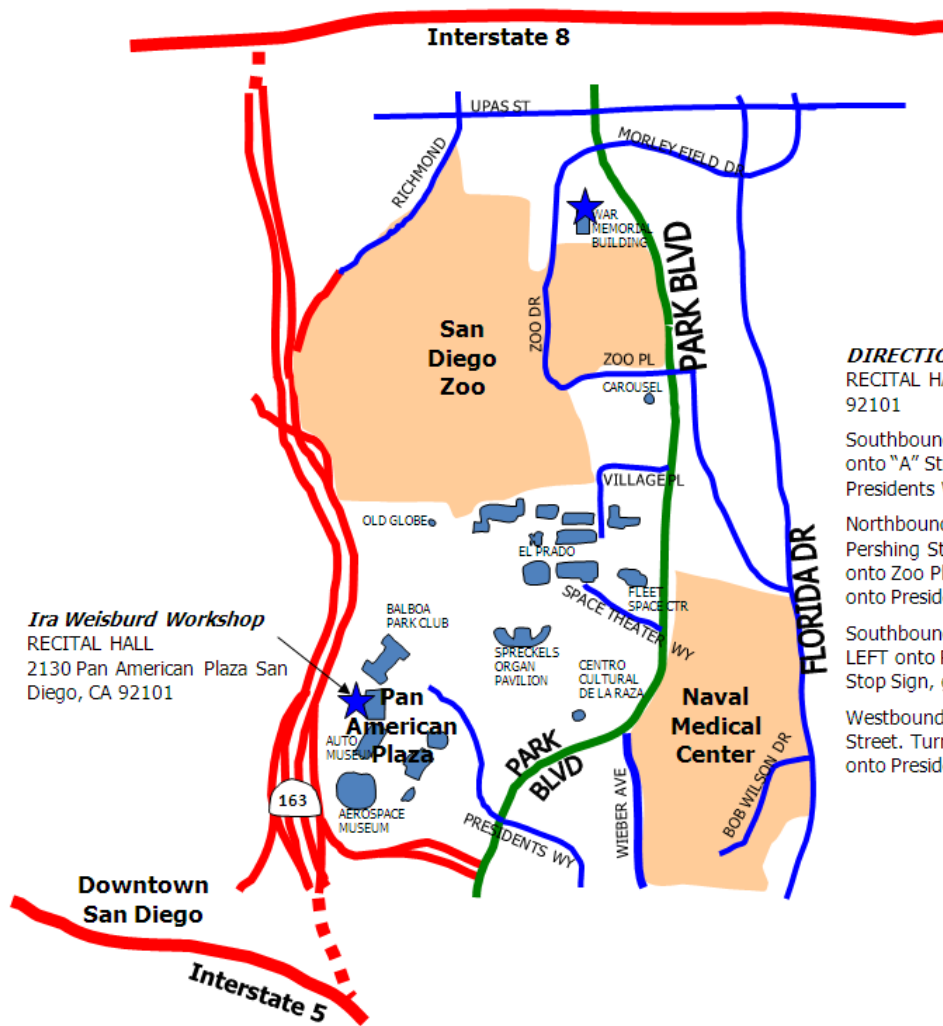 Interstate 8
UPAS ST
MORLEY FIELD DR
RICHMOND
WAR
MEMORIAL
BUILDING
PARK BLVD
ZOO DR
San
Diego
Zoo
ZOO PL
CAROUSEL
DIRECTIO
RECITAL HA
92101
Southboun
onto “A” St
Presidents W
Northbound
Pershing St
onto Zoo Pl
onto Preside
Southboun
LEFT onto P
Stop Sign, g
Westbound
Street. Turn
onto Preside
VILLAGE PL
OLD GLOBE
EL PRADO
FLEET
SPACE CTR
SPACE THEATER WY
FLORIDA DR
Ira Weisburd Workshop
RECITAL HALL
2130 Pan American Plaza San
Diego, CA 92101
BALBOA
PARK CLUB
SPRECKELS
ORGAN
PAVILION
CENTRO
CULTURAL
DE LA RAZA
Naval
Medical
Center
Pan
American
Plaza
AUTO
MUSEUM
PARK
BLVD
BOB WILSON DR
WIEBER AVE
163
AEROSPACE
MUSEUM
PRESIDENTS WY
Downtown
San Diego
Interstate 5